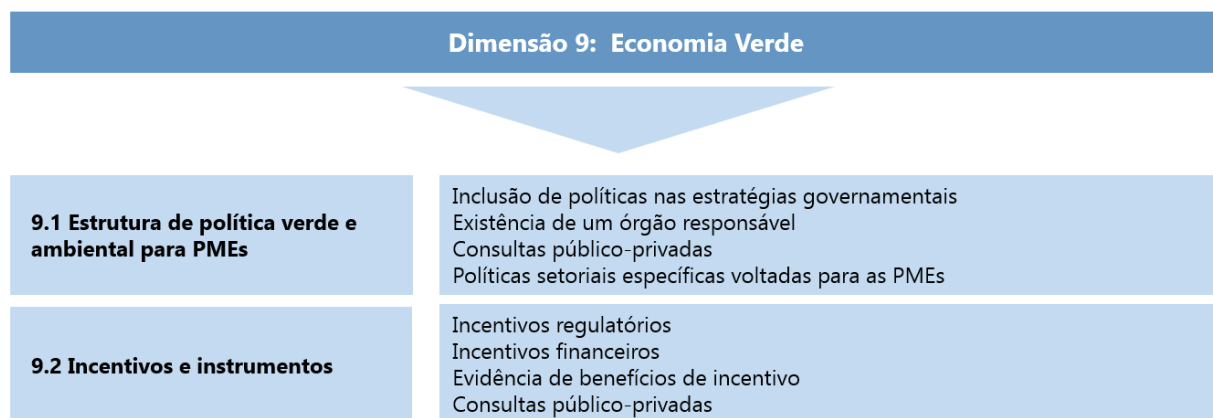 Dimensão 9:  Economia Verde
9.1 Estrutura de política verde e
ambiental para PMEs
Inclusão de políticas nas estratégias governamentais
Existência de um órgão responsável
Consultas público-privadas
Políticas setoriais específicas voltadas para as PMEs
9.2 Incentivos e instrumentos
Incentivos regulatórios
Incentivos financeiros
Evidência de benefícios de incentivo
Consultas público-privadas